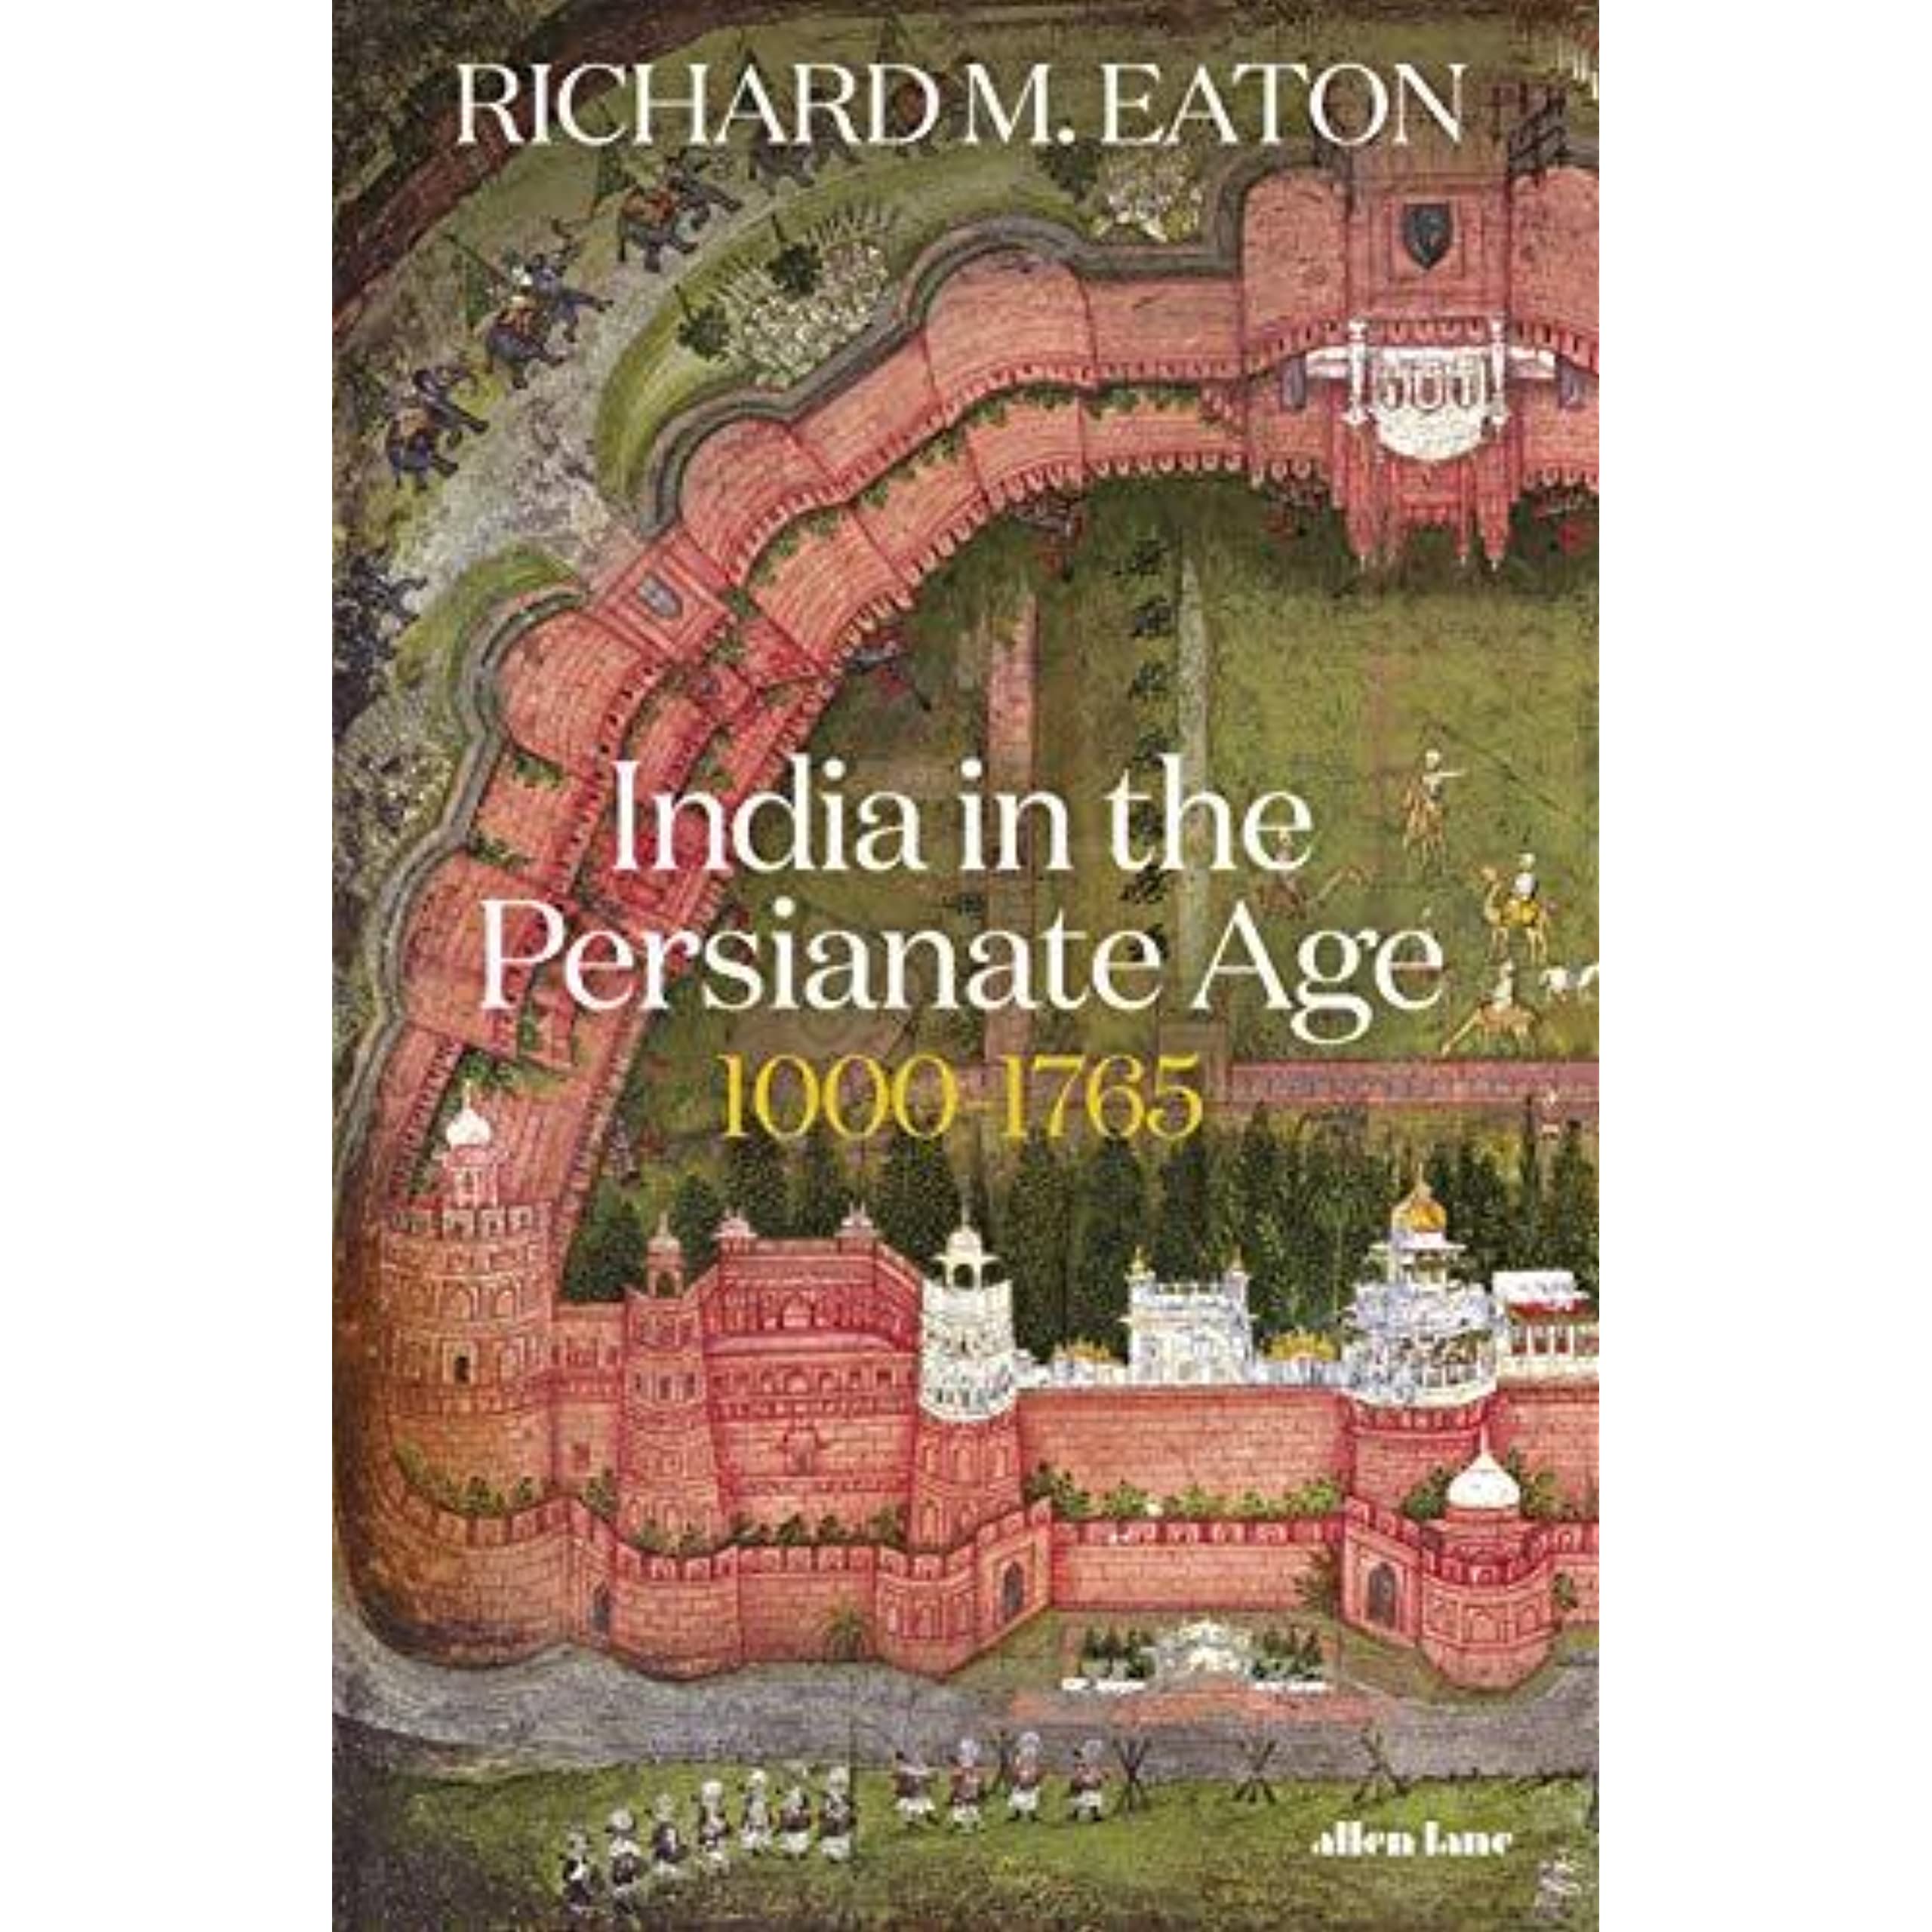 RICHARD M. EATON
India in the
Persianate Age
1000-1765
allen lane